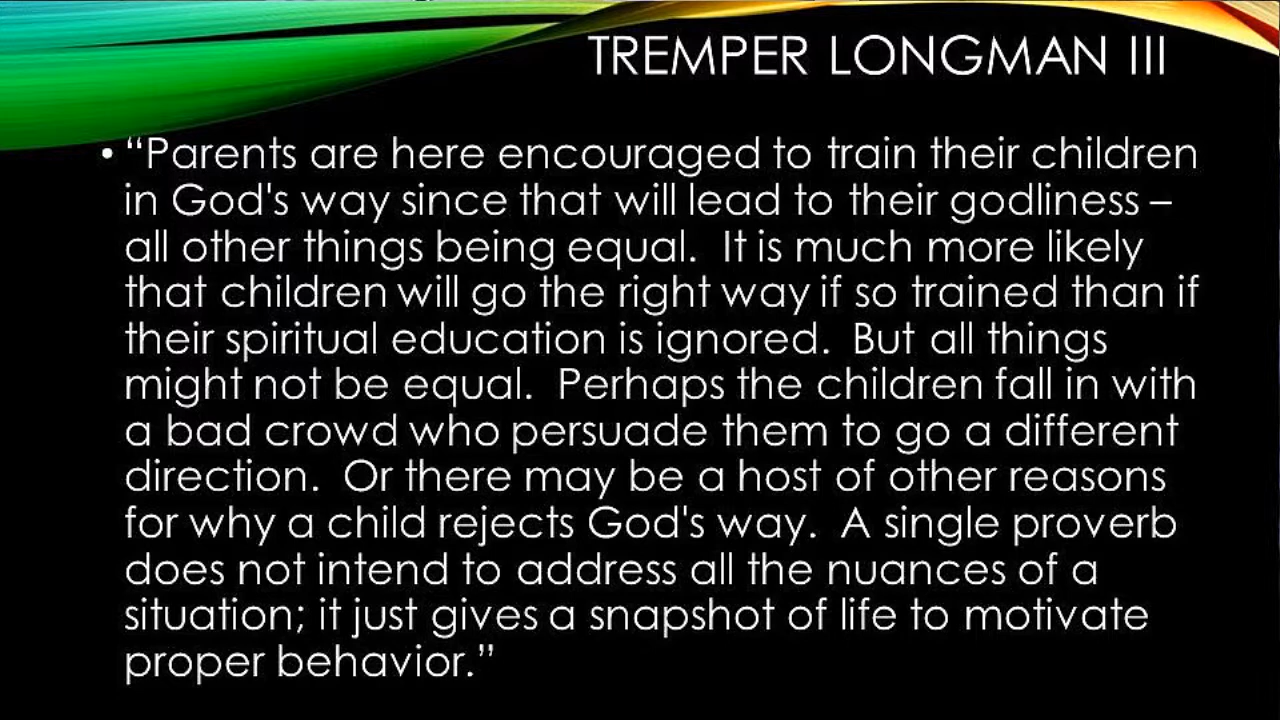 TREMPER LONGMAN III
• “Parents are here encouraged to train their children
in God's way since that will lead to their godliness –
all other things being equal.  It is much more likely
that children will go the right way if so trained than if
their spiritual education is ignored.  But all things
might not be equal.  Perhaps the children fall in with
a bad crowd who persuade them to go a different
direction.  Or there may be a host of other reasons
for why a child rejects God's way.  A single proverb
does not intend to address all the nuances of a
situation; it just gives a snapshot of life to motivate
proper behavior.”